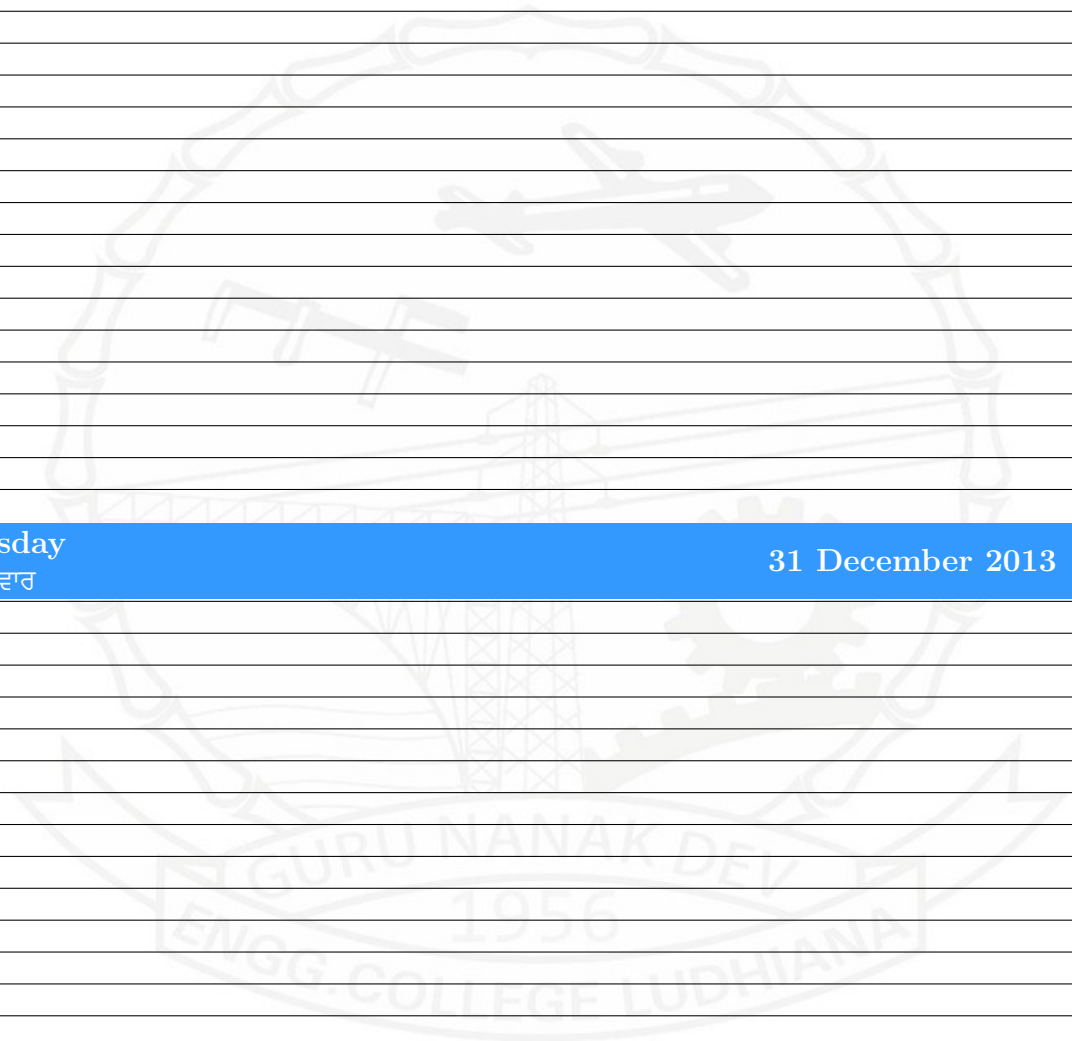 sday
ਵਾਰ
31 December 2013
GURU NANAK DEV
1956
ENGG. COLLEGE LUDHIANA